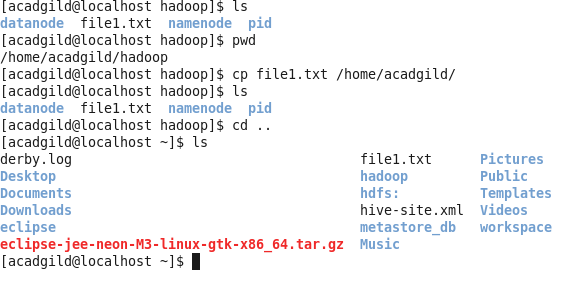 [acadgild@localhost hadoop]$ ls
datanode  file1.txt  namenode  pid
[acadgild@localhost hadoop]$ pwd
/home/acadgild/hadoop
[acadgild@localhost hadoop]$ cp file1.txt /home/acadgild/
[acadgild@localhost hadoop]$ ls
datanode  file1.txt  namenode  pid
[acadgild@localhost hadoop]$ cd ..
[acadgild@localhost ~]$ ls
derby.log                                    file1.txt      Pictures
Desktop                                      hadoop         Public
Documents                                    hdfs:          Templates
Downloads                                    hive-site.xml  Videos
eclipse                                      metastore_db   workspace
eclipse-jee-neon-M3-linux-gtk-x86_64.tar.gz  Music
[acadgild@localhost ~]$